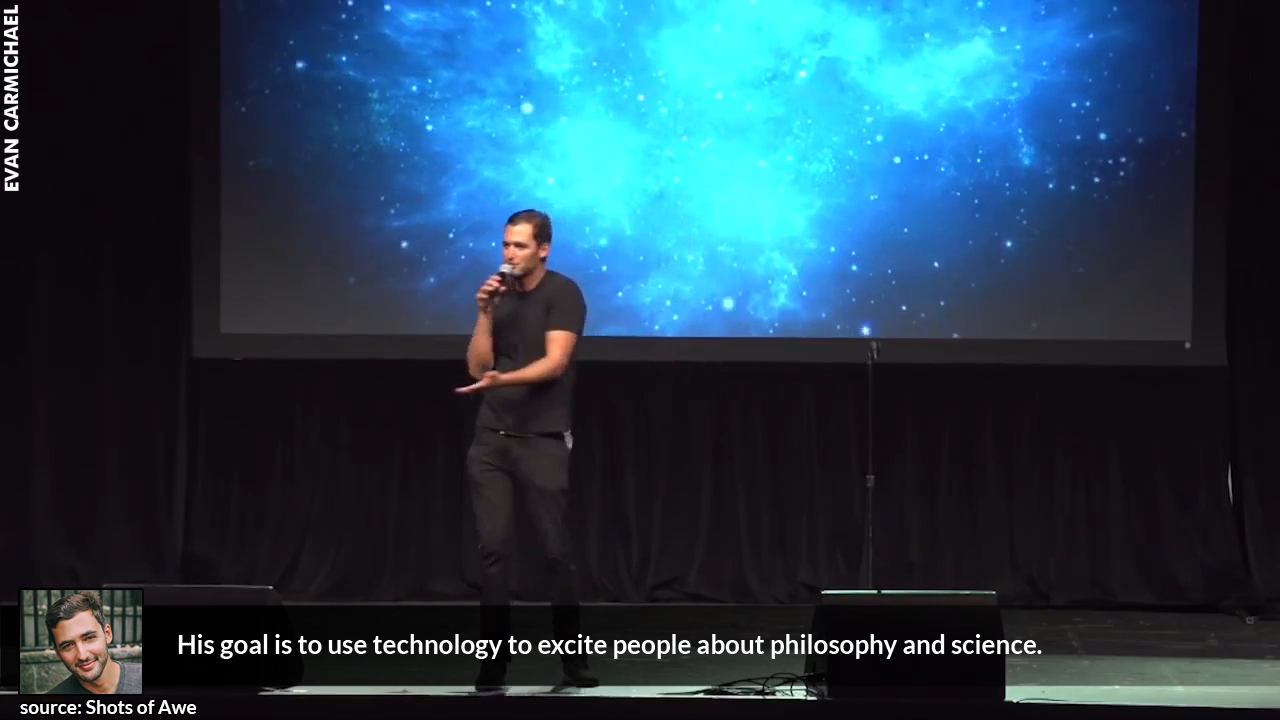 EVAN CARMICHAEL
His goal is to use technology to excite people about philosophy and science.
source: Shots of Awe